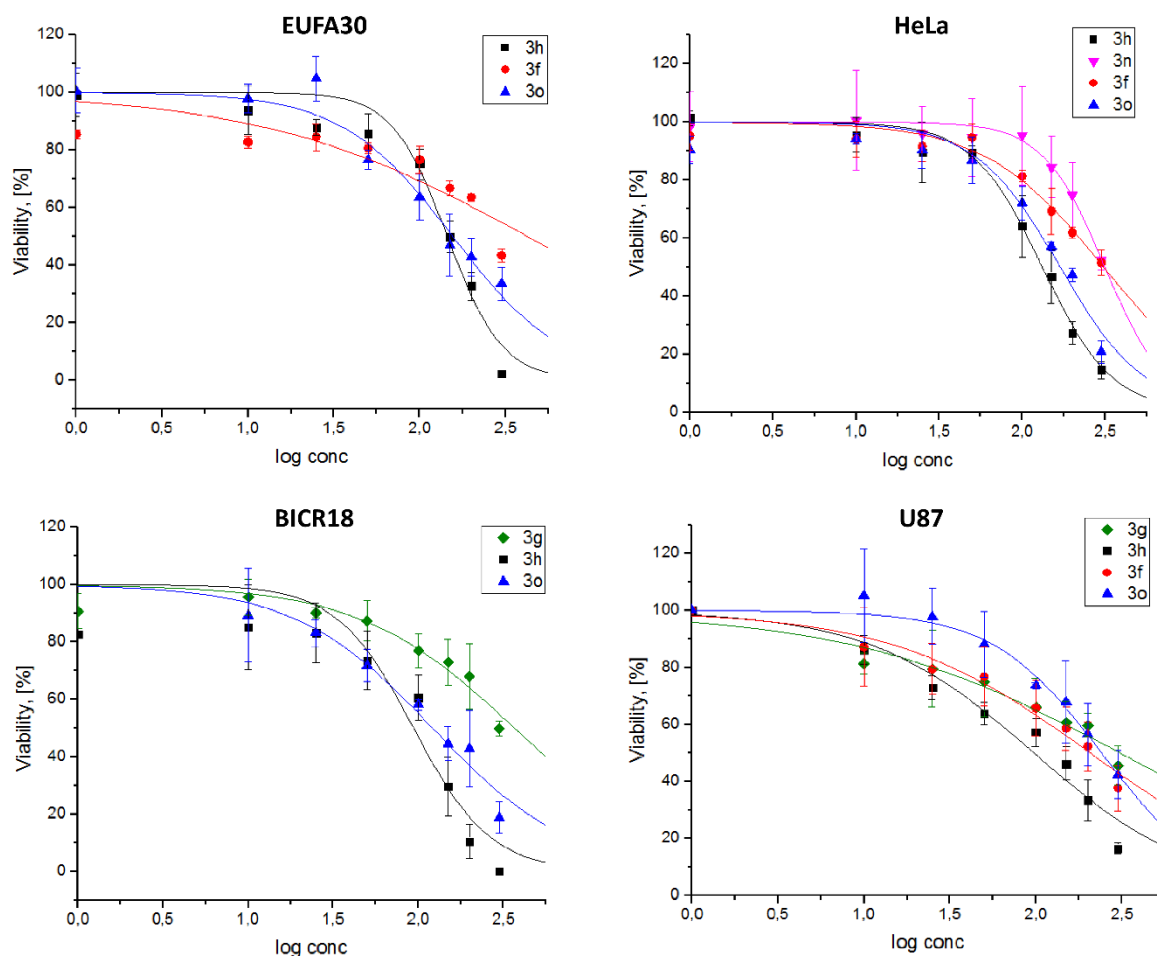 EUFA30
3h
3f
3o
Viability, [%]
120
100
80
60
40
20
0
0,0 0,5 1,0 1,5 2,0 2,5
log conc
HeLa
3h
3n
3f
3o
Viability, [%]
120
100
80
60
40
20
0
0,0 0,5 1,0 1,5 2,0 2,5
log conc
BICR18
3g
3h
3o
Viability, [%]
120
100
80
60
40
20
0
0,0 0,5 1,0 1,5 2,0 2,5
log conc
U87
3g
3h
3f
3o
Viability, [%]
120
100
80
60
40
20
0
0,0 0,5 1,0 1,5 2,0 2,5
log conc